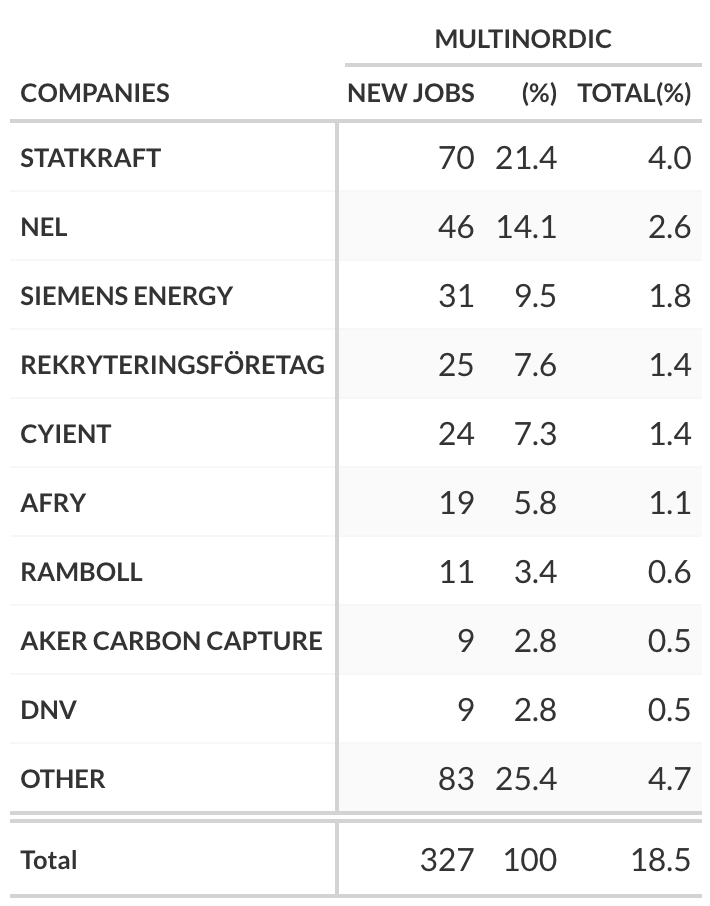 MULTINORDIC
COMPANIES NEW JOBS (%) TOTAL(%)
STATKRAFT 70 21.4 4.0
NEL 46 14.1 2.6
SIEMENS ENERGY 31 9.5 1.8
REKRYTERINGSFÖRETAG 25 7.6 1.4
CYIENT 24 7.3 1.4
AFRY 19 5.8 1.1
RAMBOLL 11 3.4 0.6
AKER CARBON CAPTURE 9 2.8 0.5
DNV 9 2.8 0.5
OTHER 83 25.4 4.7
Total 327 100 18.5